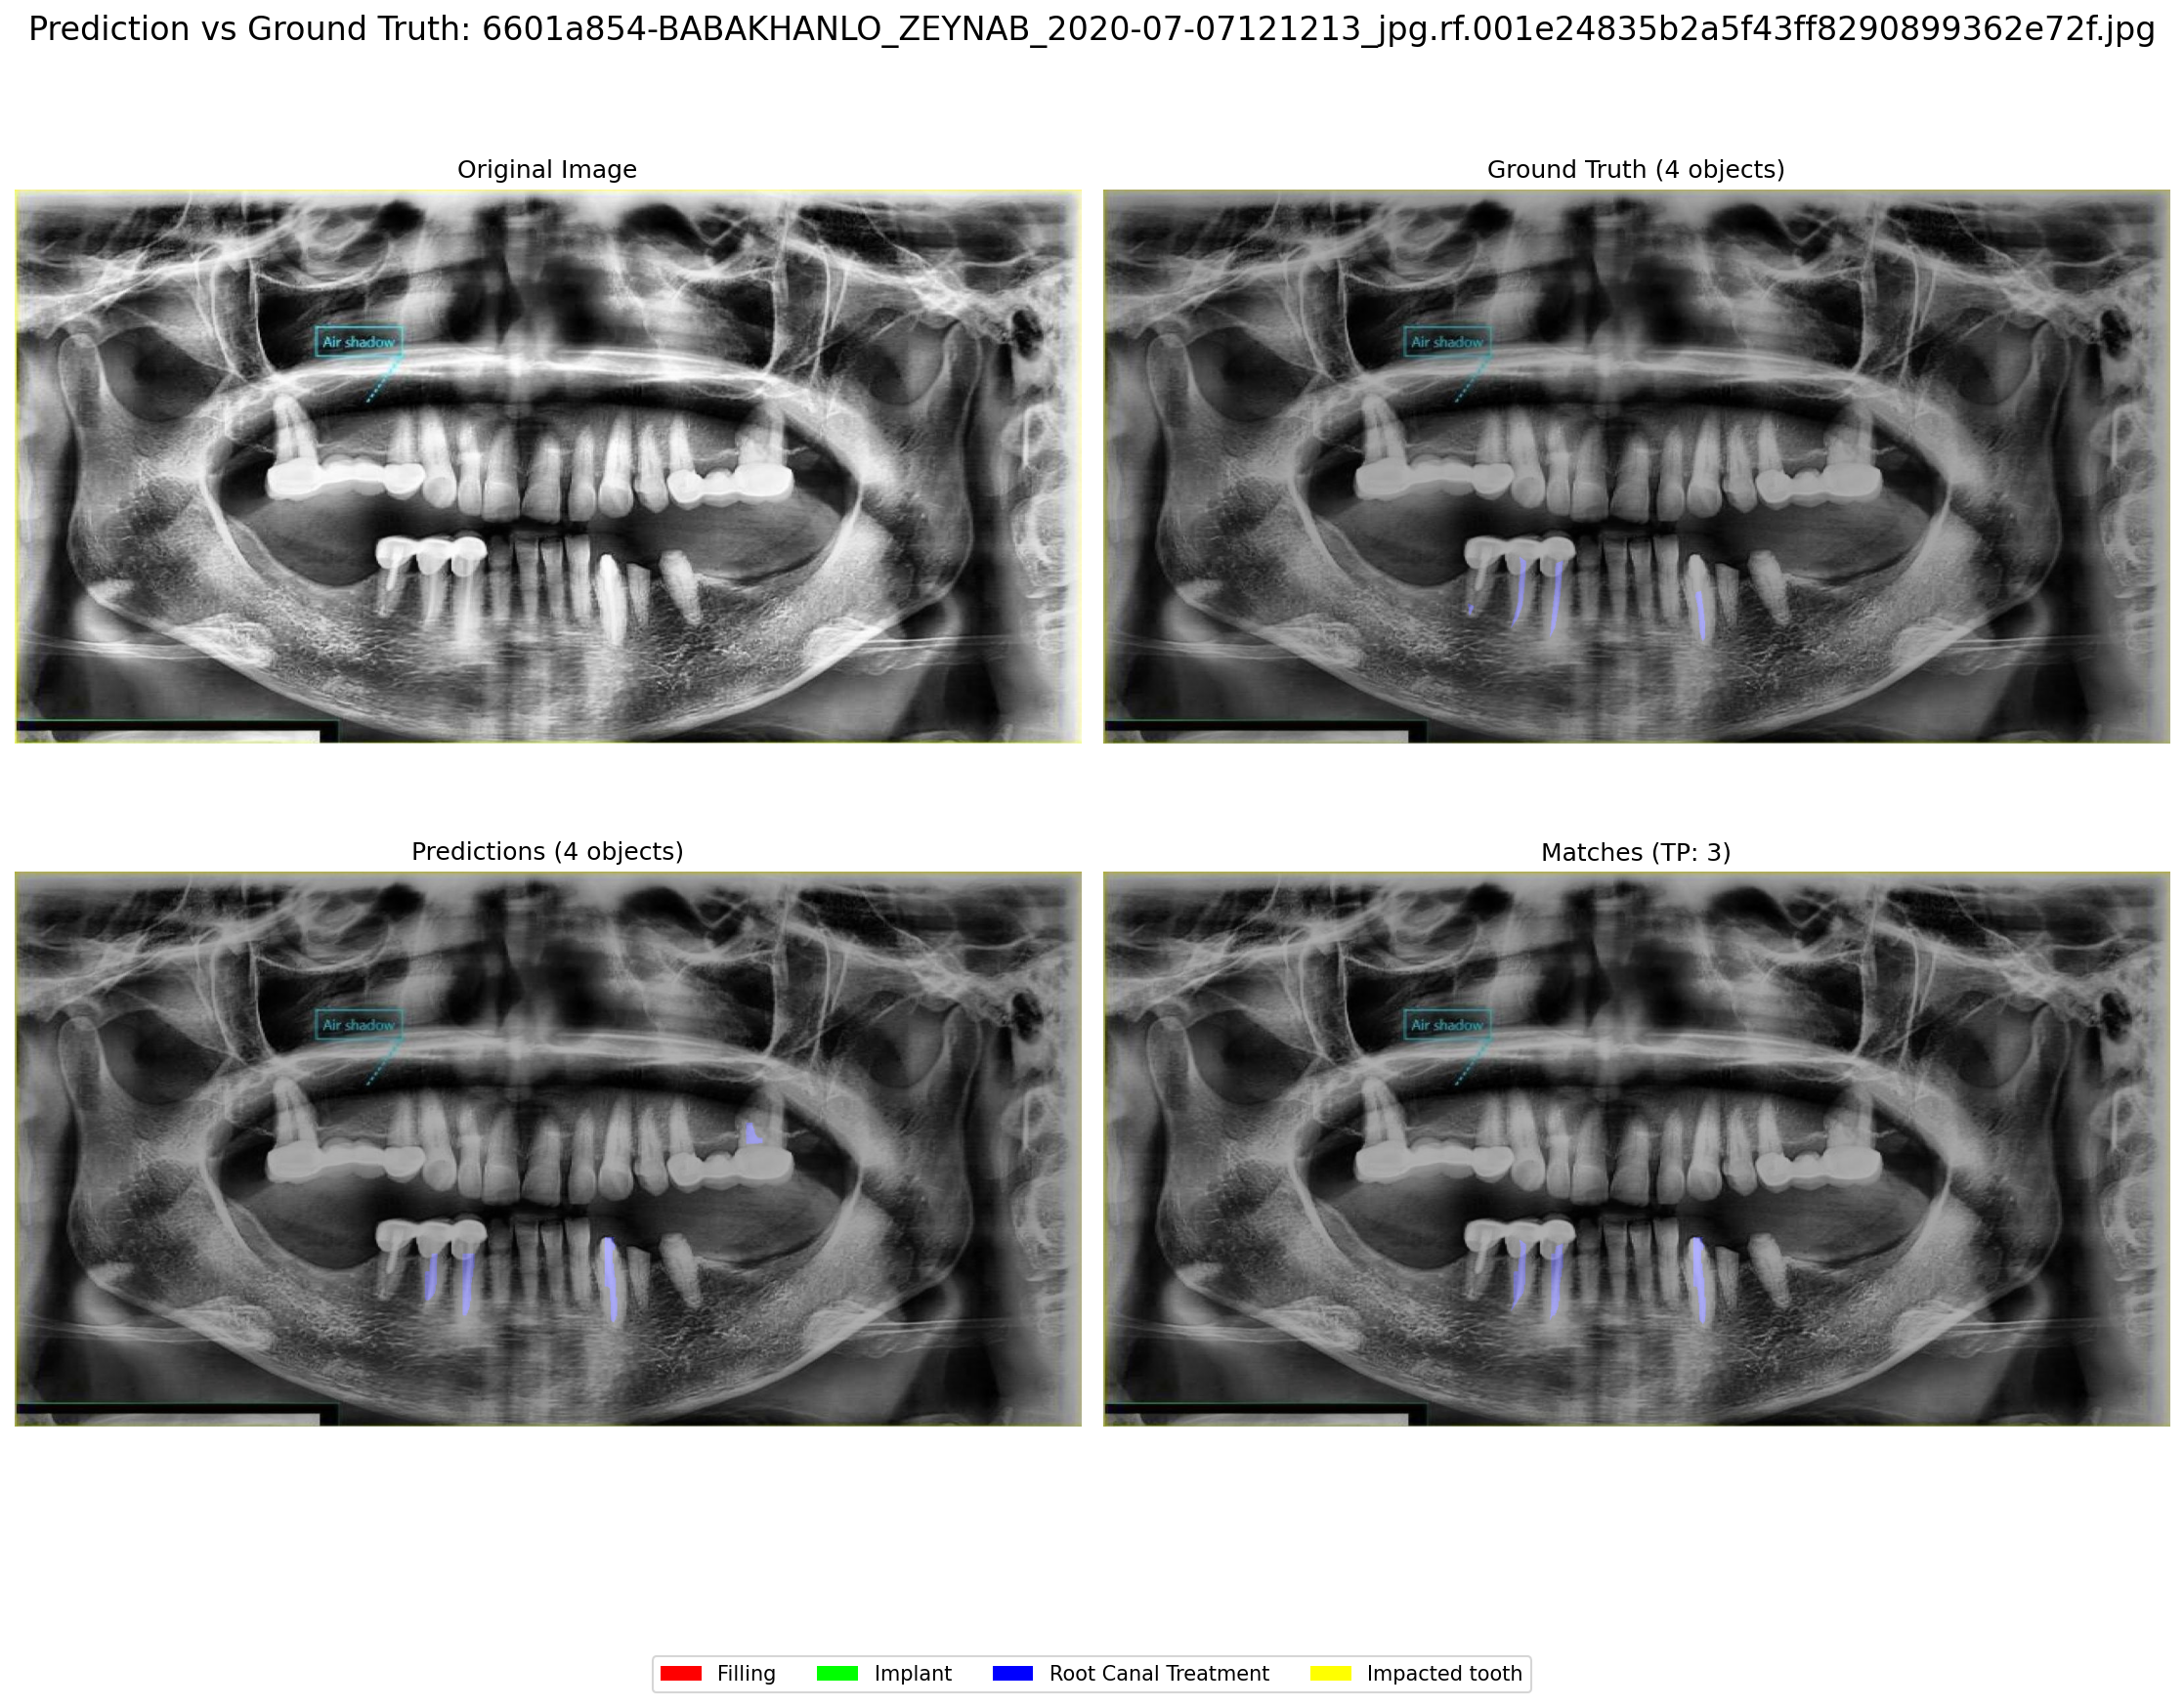 Prediction vs Ground Truth: 6601a854-BABAKHANLO_ZEYNAB_2020-07-07121213_jpg.rf.001e24835b2a5f43ff8290899362e72f.jpg
Original Image
Ground Truth (4 objects)
Air shadow
Air shadow
Predictions (4 objects)
Matches (TP: 3)
Air shadow
Air shadow
Filling
Implant
Root Canal Treatment
Impacted tooth